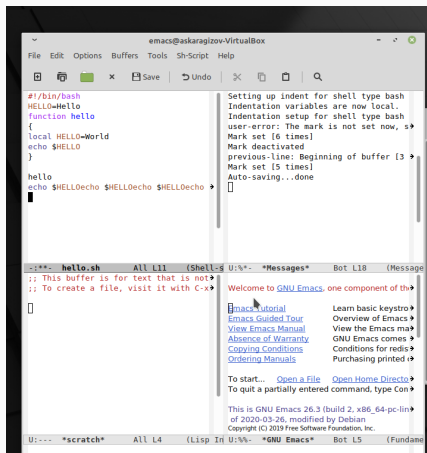 emacs@askaragizov-VirtualBox
File Edit Options Buffers Tools Sh-Script Help
Save Undo
#!/bin/bash
HELLO=Hello
function hello
{
local HELLO=World
echo $HELLO
}
hello
echo $HELLOecho $HELLOecho $HELLOecho
-:**- hello.sh All L11 (Shell-s
Setting up indent for shell type bash
Indentation variables are now local.
Indentation setup for shell type bash
user-error: The mark is not set now, s
Mark set [6 times]
Mark deactivated
previous-line: Beginning of buffer [3
Mark set [5 times]
Auto-saving...done
U:%*- *Messages* Bot L18 (Message
;; This buffer is for text that is not
;; To create a file, visit it with C-x
U:--- *scratch* All L4 (Lisp In
Welcome to GNU Emacs, one component of th
Emacs Tutorial Learn basic keystro
Emacs Guided Tour Overview of Emacs
View Emacs Manual View the Emacs ma
Absence of Warranty GNU Emacs comes
Copying Conditions Conditions for redis
Ordering Manuals Purchasing printed
To start... Open a File Open Home Directo
To quit a partially entered command, type Con
This is GNU Emacs 26.3 (build 2, x86_64-pc-lin
of 2020-03-26, modified by Debian
Copyright (C) 2019 Free Software Foundation, Inc.
U:%%- *GNU Emacs* Bot L5 (Fundame